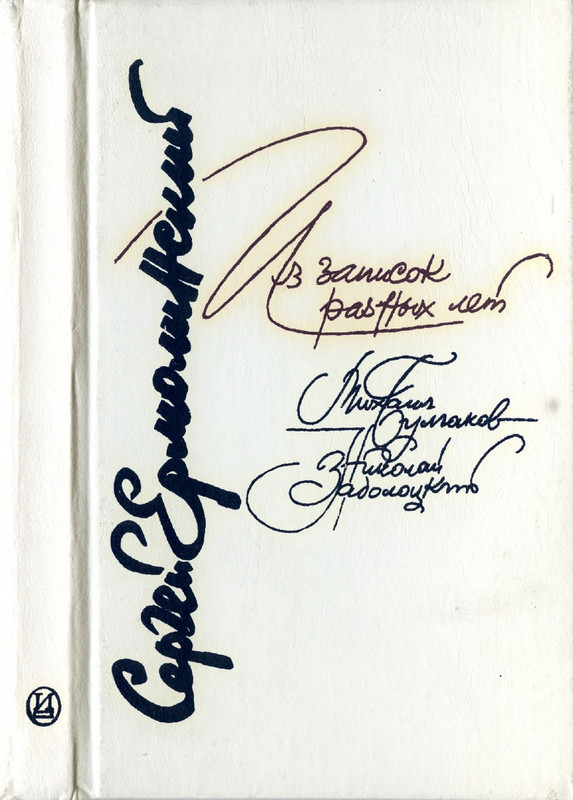 Сергей Ермолинский
Из записок
разных лет
Михаил
Булгаков
Николай
Заболоцкий